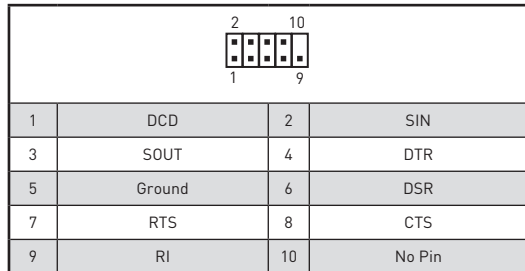 2 10
1 9
1 DCD 2 SIN
3 SOUT 4 DTR
5 Ground 6 DSR
7 RTS 8 CTS
9 RI 10 No Pin